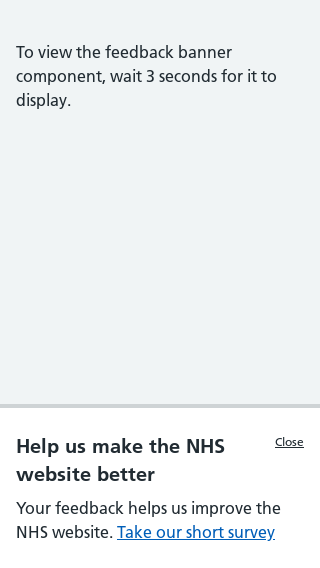 To view the feedback banner
component, wait 3 seconds for it to
display.
Help us make the NHS
website better
Close
Your feedback helps us improve the
NHS website. Take our short survey